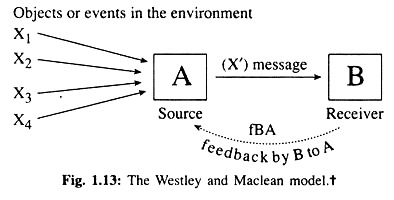 Objects or events in the environment
X1
X2
X3
X4
A
Source
(X′) message
B
Receiver
fBA
feedback by B to A
Fig. 1.13: The Westley and Maclean model.†